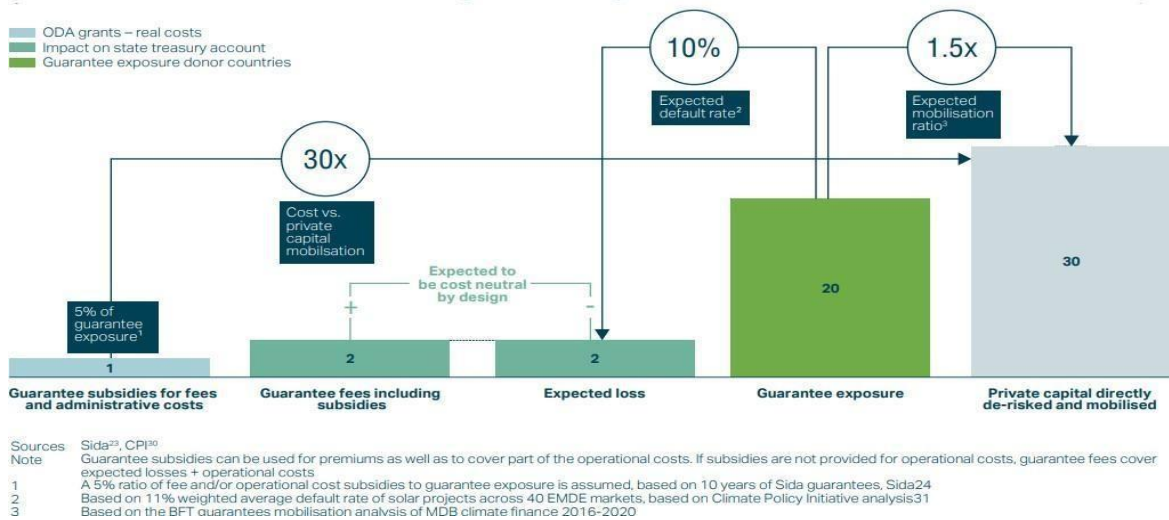 ODA grants – real costs
Impact on state treasury account
Guarantee exposure donor countries
10%
1.5x
Expected
default rate²
Expected
mobilisation
ratio³
30x
Cost vs.
private
capital
mobilsation
30
Expected to
be cost neutral
by design
+
-
20
5% of
guarantee
exposure¹
2
2
1
Guarantee subsidies for fees
and administrative costs
Guarantee fees including
subsidies
Expected loss
Guarantee exposure
Private capital directly
de-risked and mobilised
Sources Sida²³, CPI³⁰
Note Guarantee subsidies can be used for premiums as well as to cover part of the operational costs. If subsidies are not provided for operational costs, guarantee fees cover
expected losses + operational costs
1 A 5% ratio of fee and/or operational cost subsidies to guarantee exposure is assumed, based on 10 years of Sida guarantees, Sida24
2 Based on 11% weighted average default rate of solar projects across 40 EMDE markets, based on Climate Policy Initiative analysis31
3 Based on the BFT guarantees mobilisation analysis of MDB climate finance 2016-2020